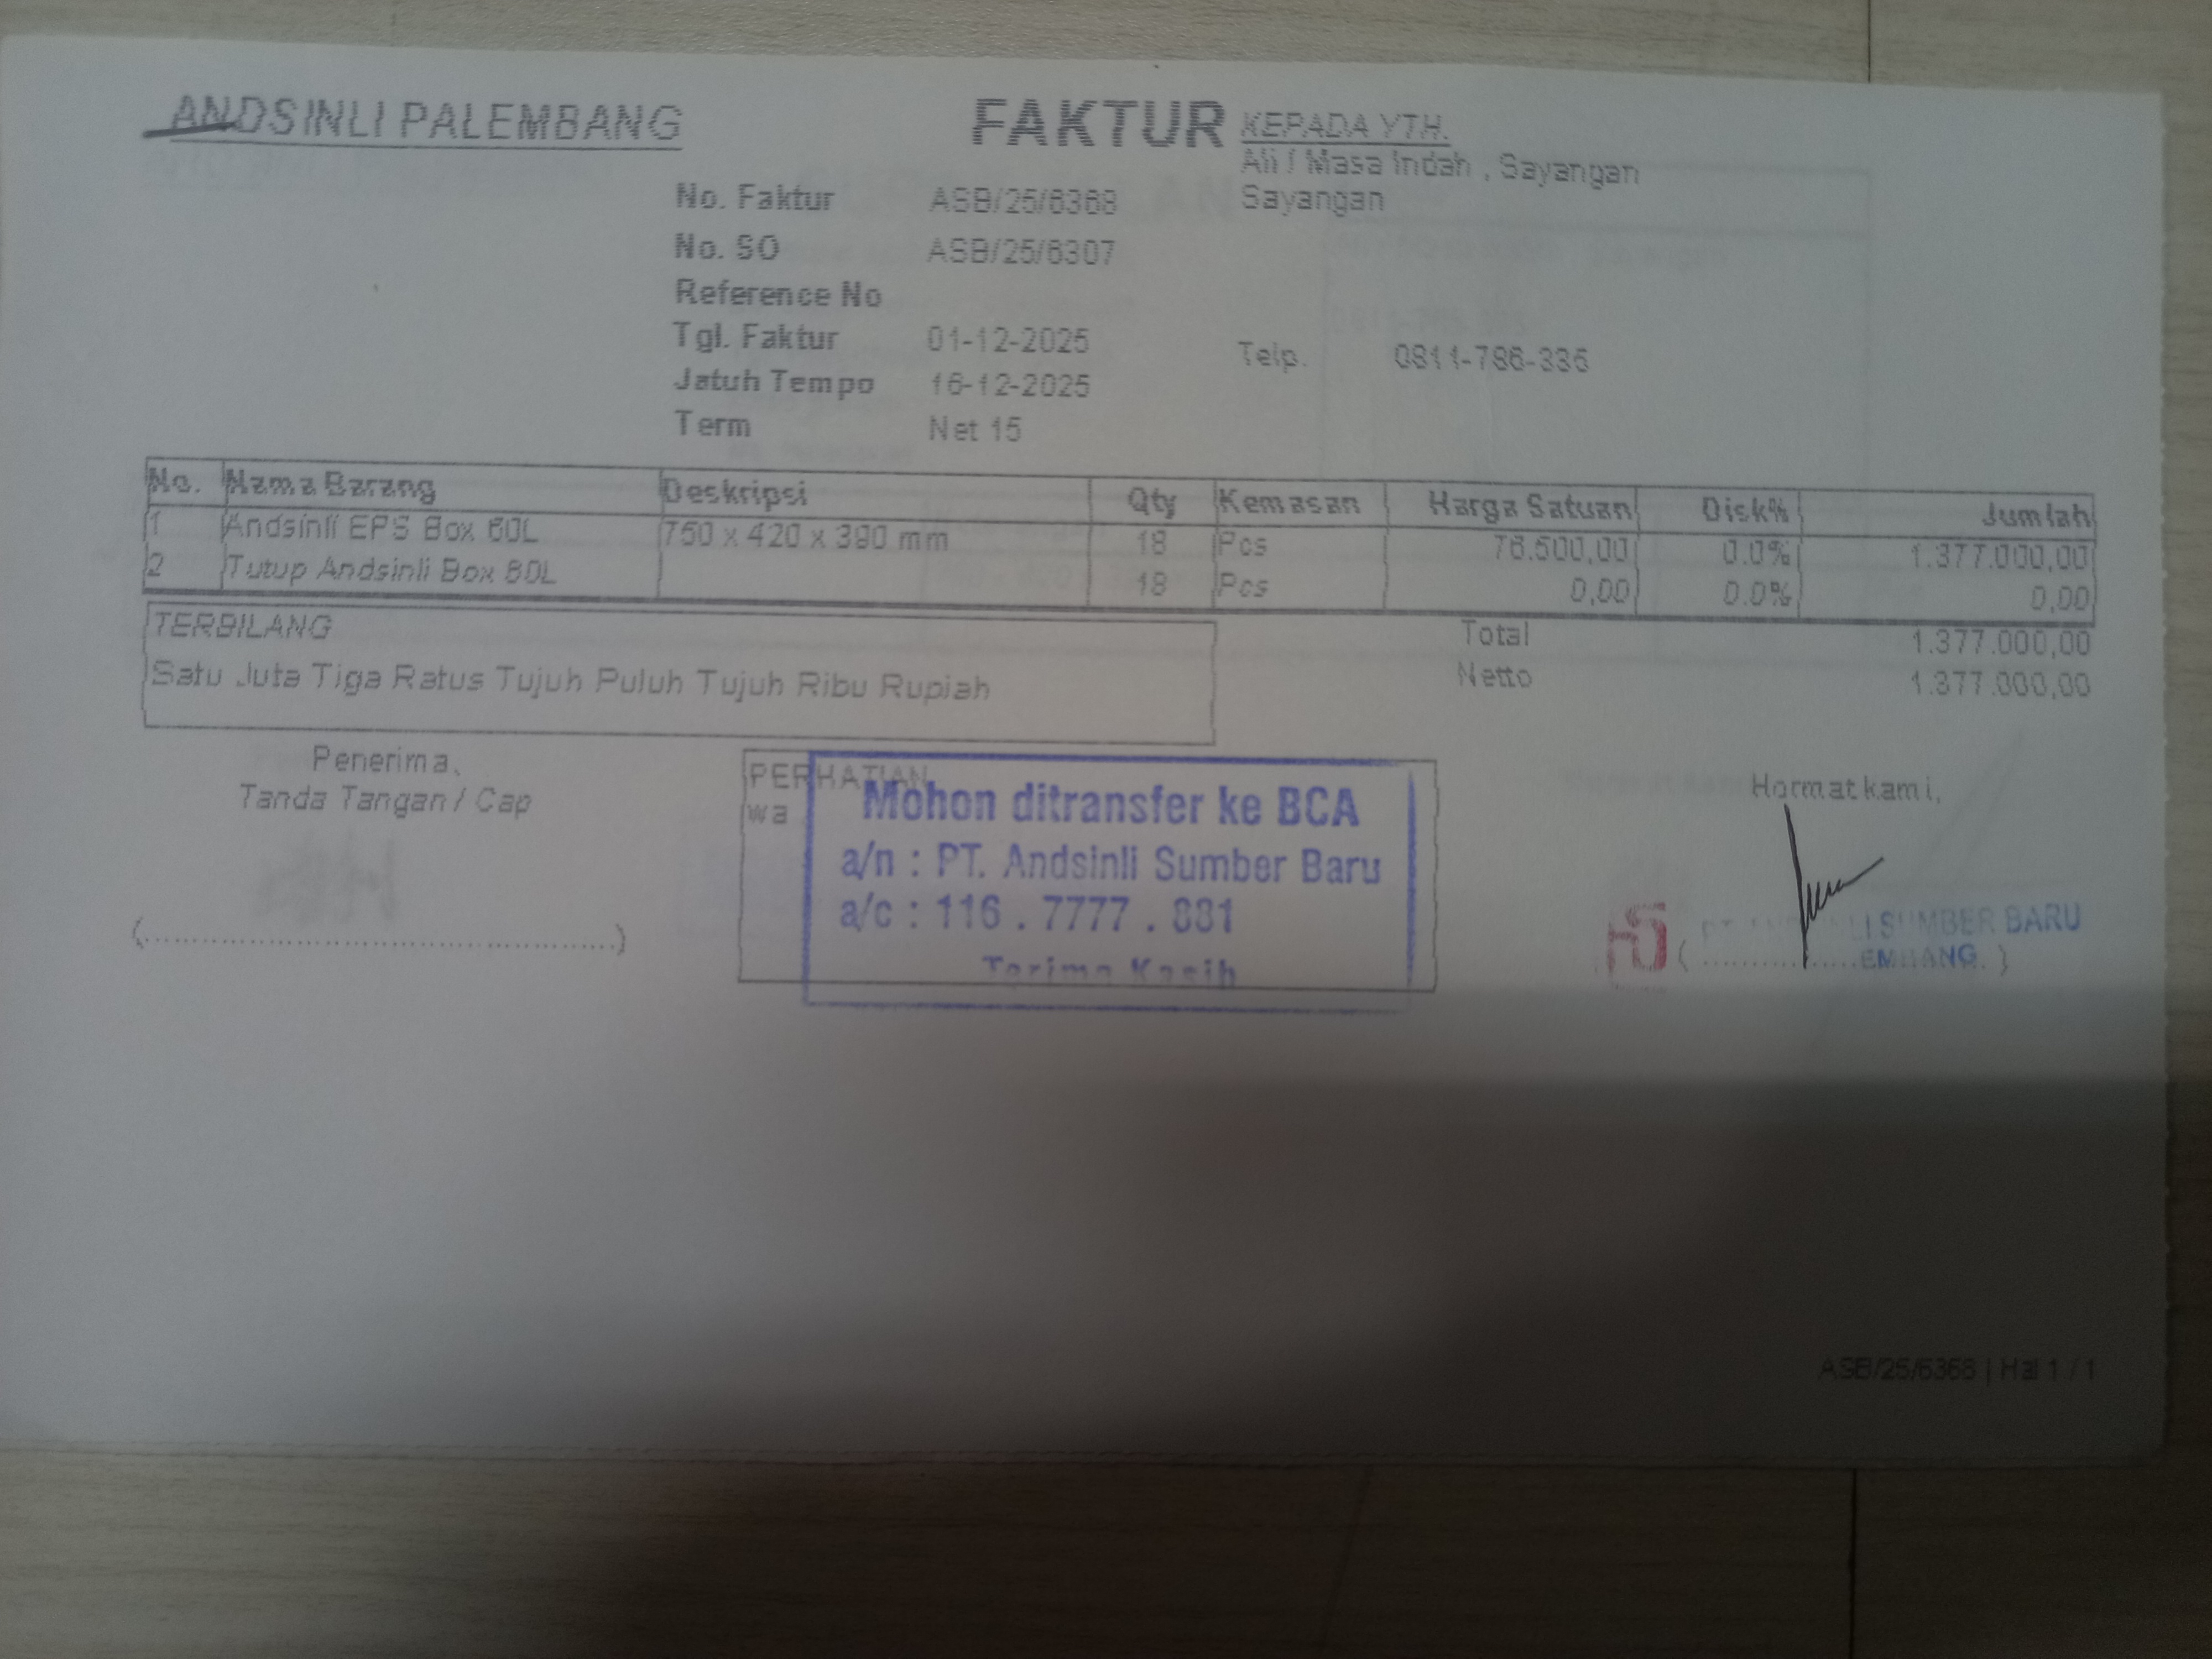 ANDSINLI PALEMBANG
FAKTUR
KEPADA YTH.
Ali / Masa Indah , Sayangan
Sayangan
No. Faktur ASB/25/6368
No. SO ASB/25/6307
Reference No
Tgl. Faktur 01-12-2025
Jatuh Tempo 16-12-2025
Term Net 15
Telp. 0811-786-336
No. Nama Barang Deskripsi Qty Kemasan Harga Satuan Disk% Jumlah
1 Andsinli EPS Box 60L 750 x 420 x 390 mm 18 Pcs 76.500,00 0.0% 1.377.000,00
2 Tutup Andsinli Box 60L 18 Pcs 0,00 0.0% 0,00
TERBILANG
Satu Juta Tiga Ratus Tujuh Puluh Tujuh Ribu Rupiah
Total 1.377.000,00
Netto 1.377.000,00
Penerima,
Tanda Tangan / Cap
PERHATIAN
wa
Mohon ditransfer ke BCA
a/n : PT. Andsinli Sumber Baru
a/c : 116 . 7777 . 881
Terima Kasih
Hormat kami,
LI SUMBER BARU
EMBANG
ASB/25/6368 | Hal 1 / 1